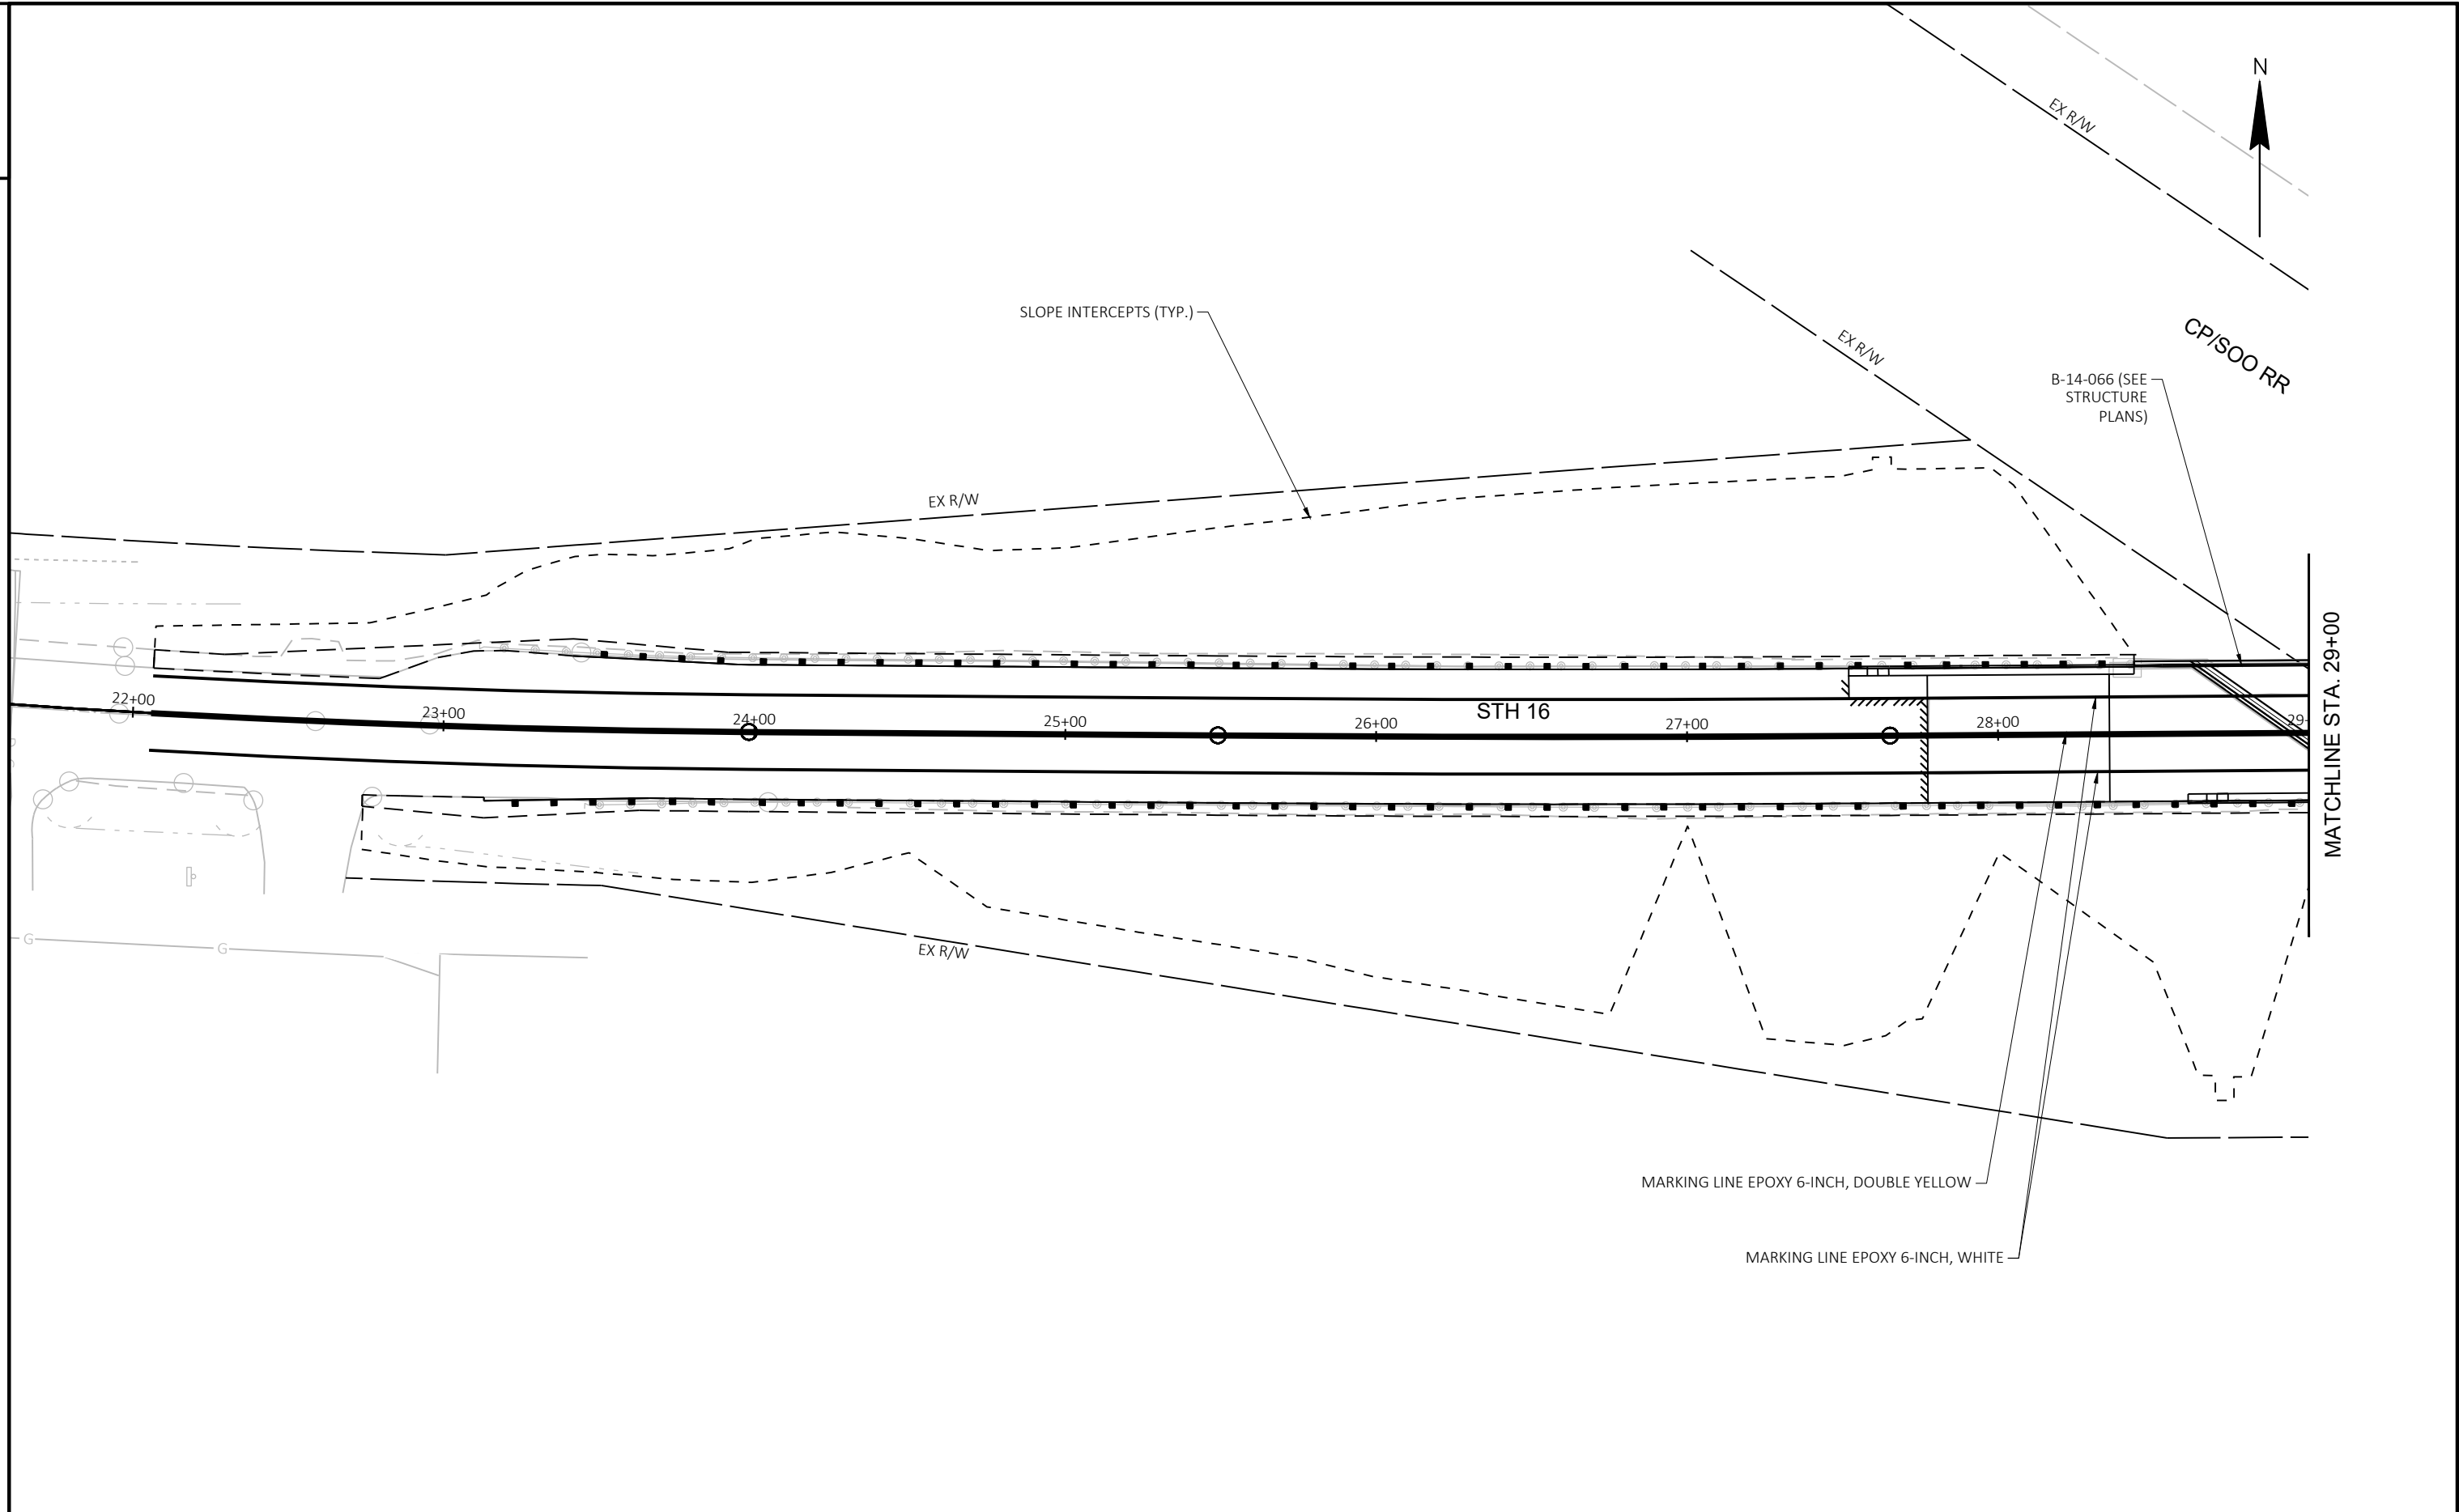 N
EX R/W
CP/SOO RR
SLOPE INTERCEPTS (TYP.)
EX R/W
B-14-066 (SEE
STRUCTURE
PLANS)
EX R/W
MATCHLINE STA. 29+00
22+00
23+00
24+00
25+00
26+00
STH 16
27+00
28+00
29+
G
G
EX R/W
MARKING LINE EPOXY 6-INCH, DOUBLE YELLOW
MARKING LINE EPOXY 6-INCH, WHITE